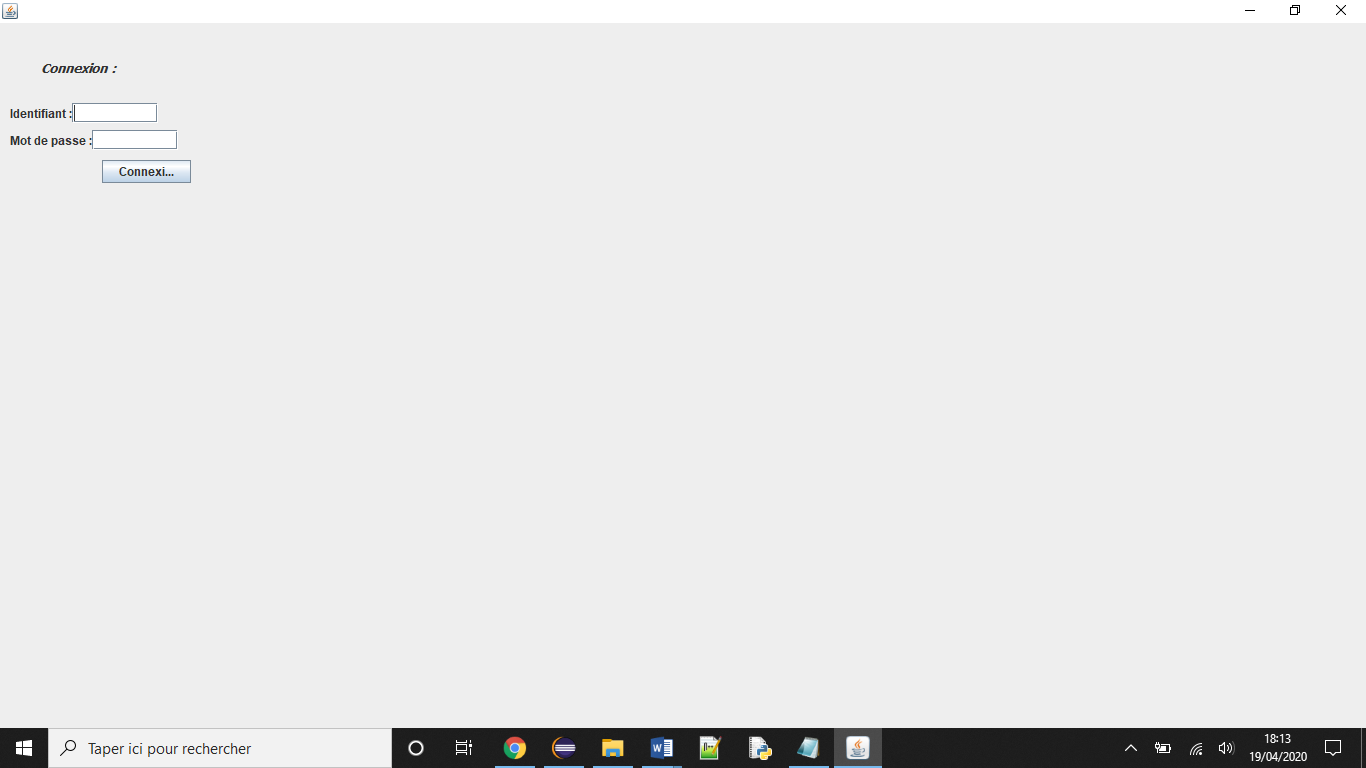 Connexion :
Identifiant :
Mot de passe :
Connexi...
Taper ici pour rechercher
18:13
19/04/2020